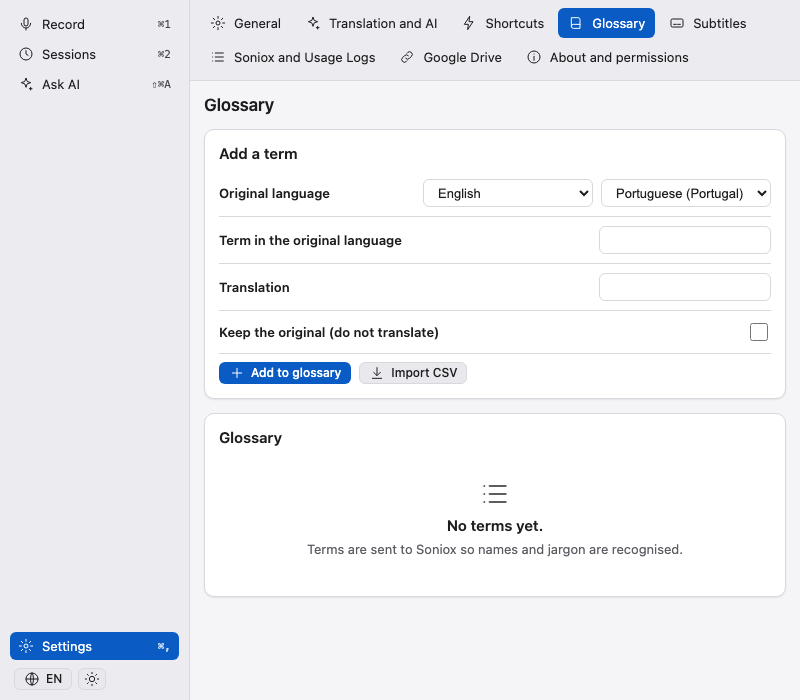 Record ⌘1
Sessions ⌘2
Ask AI ⇧⌘A
General Translation and AI Shortcuts Glossary Subtitles
Soniox and Usage Logs Google Drive About and permissions
Glossary
Add a term
Original language English Portuguese (Portugal)
Term in the original language
Translation
Keep the original (do not translate)
Add to glossary Import CSV
Glossary
No terms yet.
Terms are sent to Soniox so names and jargon are recognised.
Settings ⌘,
EN